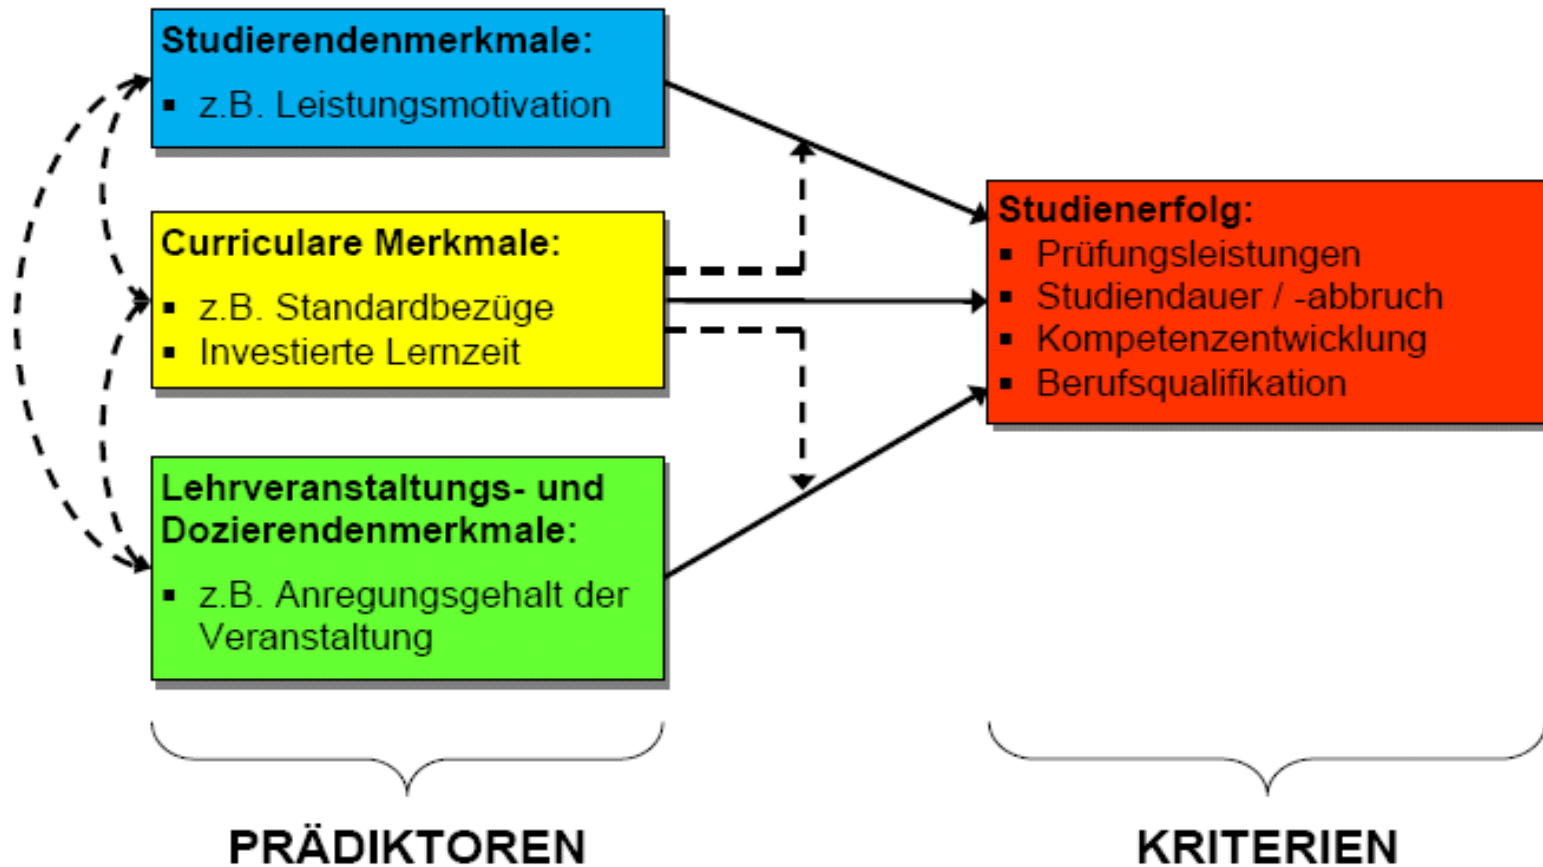 Studierendenmerkmale:
▪ z.B. Leistungsmotivation
Curriculare Merkmale:
▪ z.B. Standardbezüge
▪ Investierte Lernzeit
Lehrveranstaltungs- und
Dozierendenmerkmale:
▪ z.B. Anregungsgehalt der
Veranstaltung
Studienerfolg:
▪ Prüfungsleistungen
▪ Studiendauer / -abbruch
▪ Kompetenzentwicklung
▪ Berufsqualifikation
PRÄDIKTOREN
KRITERIEN